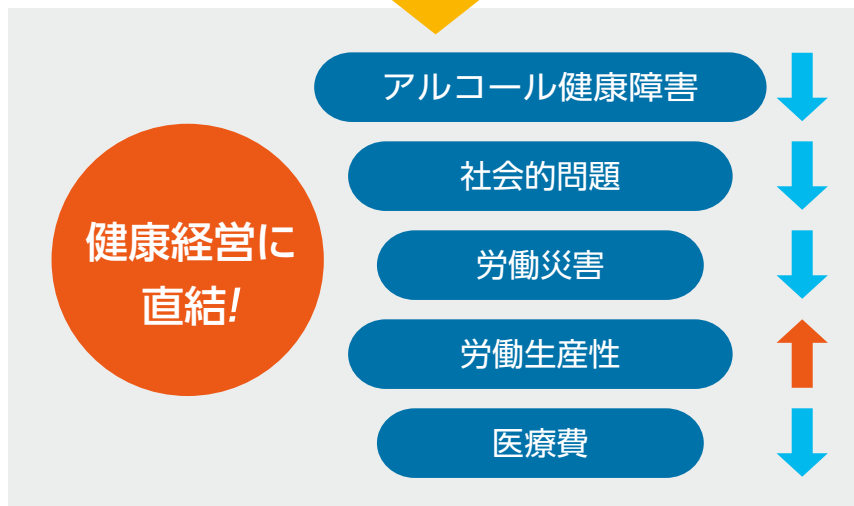 健康経営に
直結!
アルコール健康障害
社会的問題
労働災害
労働生産性
医療費